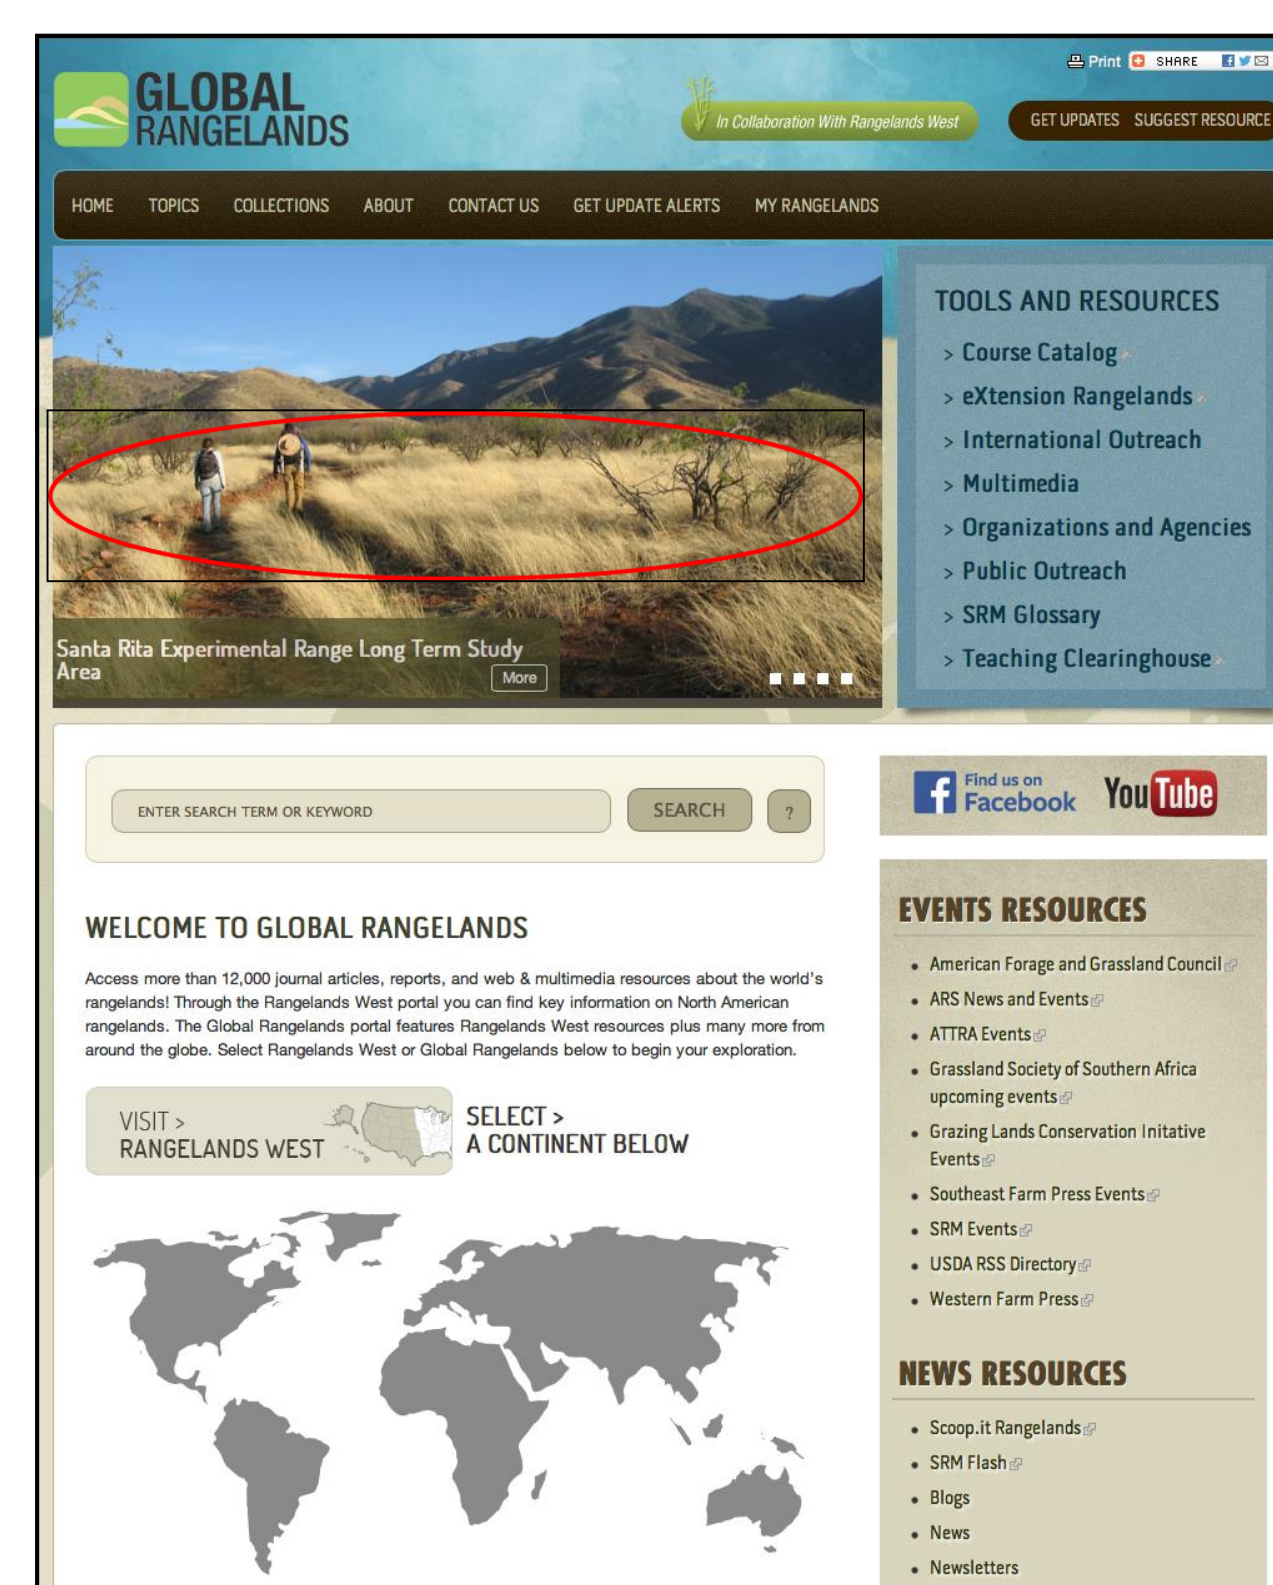 GLOBAL
RANGELANDS
Print SHARE
In Collaboration With Rangelands West
GET UPDATES SUGGEST RESOURCE
HOME TOPICS COLLECTIONS ABOUT CONTACT US GET UPDATE ALERTS MY RANGELANDS
Santa Rita Experimental Range Long Term Study
Area
More
TOOLS AND RESOURCES
> Course Catalog
> eXtension Rangelands
> International Outreach
> Multimedia
> Organizations and Agencies
> Public Outreach
> SRM Glossary
> Teaching Clearinghouse
ENTER SEARCH TERM OR KEYWORD
SEARCH
?
Find us on
Facebook
YouTube
WELCOME TO GLOBAL RANGELANDS
Access more than 12,000 journal articles, reports, and web & multimedia resources about the world's
rangelands! Through the Rangelands West portal you can find key information on North American
rangelands. The Global Rangelands portal features Rangelands West resources plus many more from
around the globe. Select Rangelands West or Global Rangelands below to begin your exploration.
VISIT >
RANGELANDS WEST
SELECT >
A CONTINENT BELOW
EVENTS RESOURCES
• American Forage and Grassland Council
• ARS News and Events
• ATTRA Events
• Grassland Society of Southern Africa
upcoming events
• Grazing Lands Conservation Initative
Events
• Southeast Farm Press Events
• SRM Events
• USDA RSS Directory
• Western Farm Press
NEWS RESOURCES
• Scoop.it Rangelands
• SRM Flash
• Blogs
• News
• Newsletters